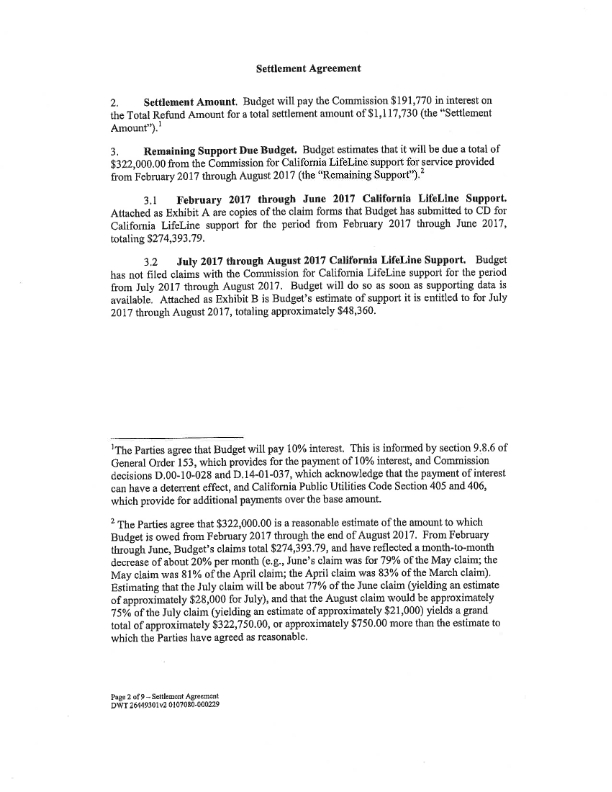 Settlement Agreement
2. Settlement Amount. Budget will pay the Commission $191,770 in interest on
the Total Refund Amount for a total settlement amount of $1,117,730 (the “Settlement
Amount”).1
3. Remaining Support Due Budget. Budget estimates that it will be due a total of
$322,000.00 from the Commission for California LifeLine support for service provided
from February 2017 through August 2017 (the “Remaining Support”).2
3.1 February 2017 through June 2017 California LifeLine Support.
Attached as Exhibit A are copies of the claim forms that Budget has submitted to CD for
California LifeLine support for the period from February 2017 through June 2017,
totaling $274,393.79.
3.2 July 2017 through August 2017 California LifeLine Support. Budget
has not filed claims with the Commission for California LifeLine support for the period
from July 2017 through August 2017. Budget will do so as soon as supporting data is
available. Attached as Exhibit B is Budget’s estimate of support it is entitled to for July
2017 through August 2017, totaling approximately $48,360.
1The Parties agree that Budget will pay 10% interest. This is informed by section 9.8.6 of
General Order 153, which provides for the payment of 10% interest, and Commission
decisions D.00-10-028 and D.14-01-037, which acknowledge that the payment of interest
can have a deterrent effect, and California Public Utilities Code Section 405 and 406,
which provide for additional payments over the base amount.
2 The Parties agree that $322,000.00 is a reasonable estimate of the amount to which
Budget is owed from February 2017 through the end of August 2017. From February
through June, Budget’s claims total $274,393.79, and have reflected a month-to-month
decrease of about 20% per month (e.g., June’s claim was for 79% of the May claim; the
May claim was 81% of the April claim; the April claim was 83% of the March claim).
Estimating that the July claim will be about 77% of the June claim (yielding an estimate
of approximately $28,000 for July), and that the August claim would be approximately
75% of the July claim (yielding an estimate of approximately $21,000) yields a grand
total of approximately $322,750.00, or approximately $750.00 more than the estimate to
which the Parties have agreed as reasonable.
Page 2 of 9 – Settlement Agreement
DWT 26449301v2 0107080-000229